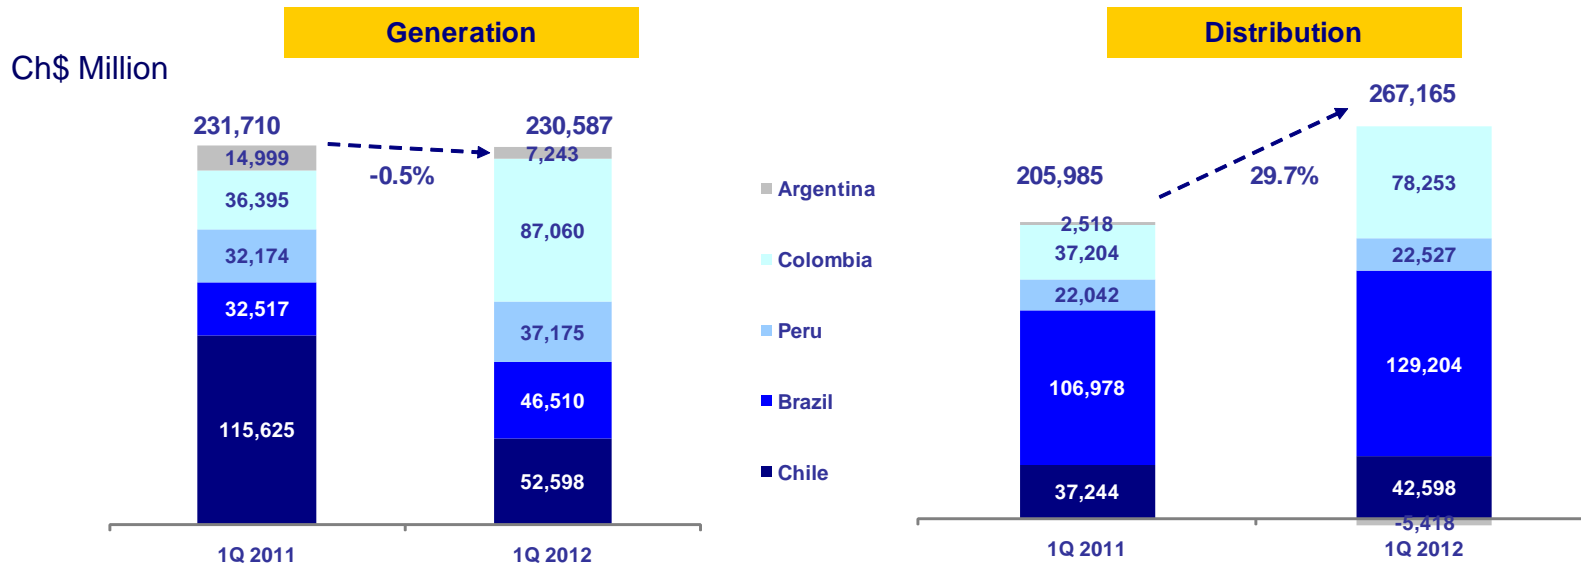 Generation
Distribution
Ch$ Million
231,710
14,999
36,395
32,174
32,517
115,625
-0.5%
230,587
7,243
87,060
37,175
46,510
52,598
1Q 2011
1Q 2012
Argentina
Colombia
Peru
Brazil
Chile
205,985
2,518
37,204
22,042
106,978
37,244
29.7%
267,165
78,253
22,527
129,204
42,598
-5,418
1Q 2011
1Q 2012